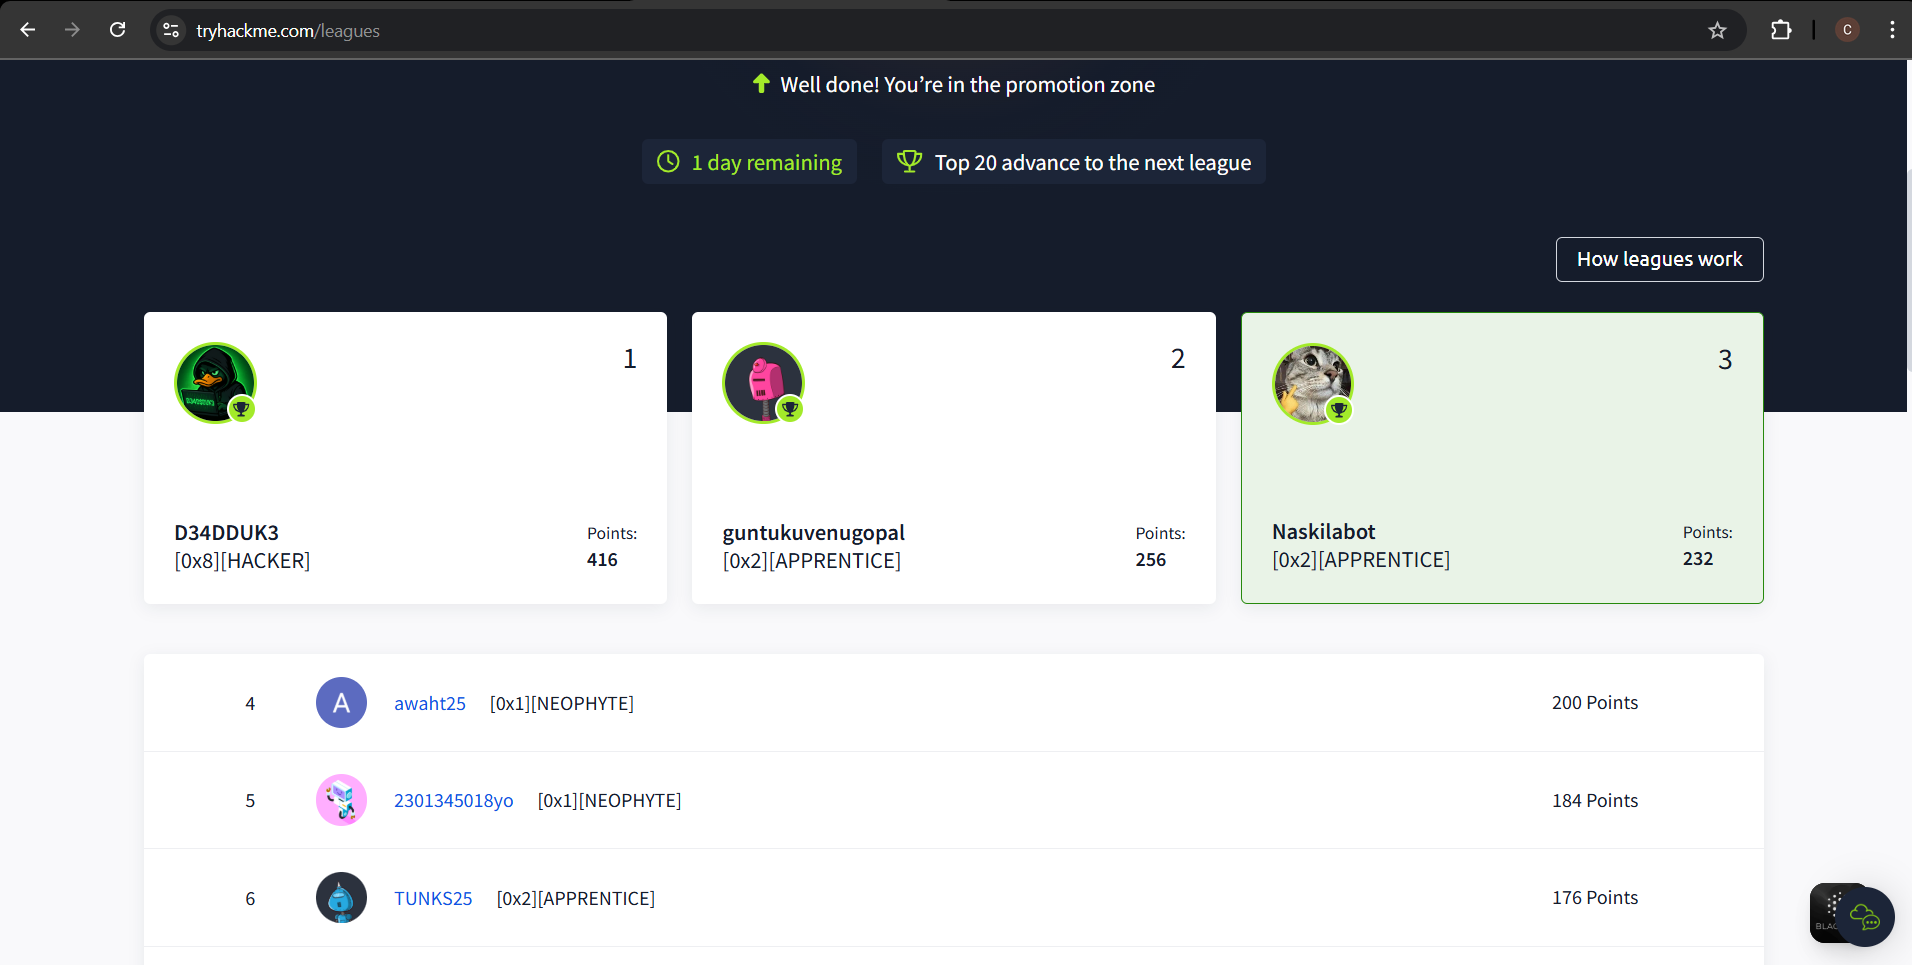 tryhackme.com/leagues
C
Well done! You’re in the promotion zone
1 day remaining
Top 20 advance to the next league
How leagues work
1
D34DDUK3
[0x8][HACKER]
Points:
416
2
guntukuvenugopal
[0x2][APPRENTICE]
Points:
256
3
Naskilabot
[0x2][APPRENTICE]
Points:
232
4 A awaht25 [0x1][NEOPHYTE] 200 Points
5 2301345018yo [0x1][NEOPHYTE] 184 Points
6 TUNKS25 [0x2][APPRENTICE] 176 Points